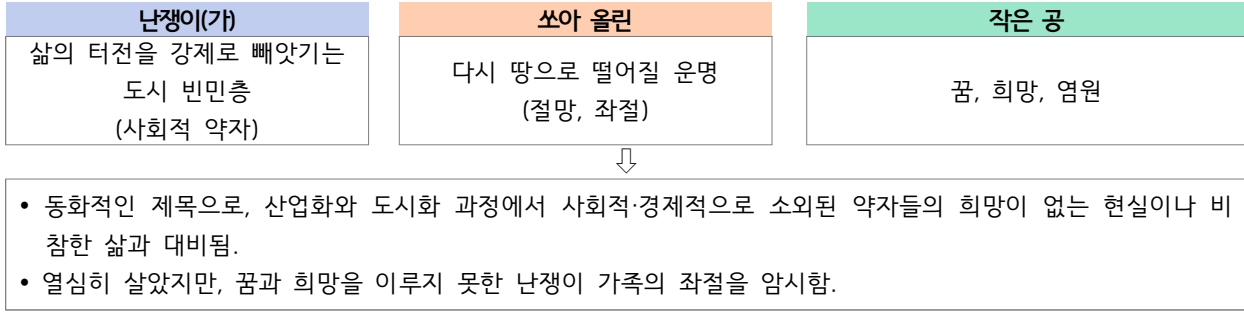 난쟁이(가)
삶의 터전을 강제로 빼앗기는
도시 빈민층
(사회적 약자)
쏘아 올린
다시 땅으로 떨어질 운명
(절망, 좌절)
작은 공
꿈, 희망, 염원
⇩
• 동화적인 제목으로, 산업화와 도시화 과정에서 사회적·경제적으로 소외된 약자들의 희망이 없는 현실이나 비
참한 삶과 대비됨.
• 열심히 살았지만, 꿈과 희망을 이루지 못한 난쟁이 가족의 좌절을 암시함.